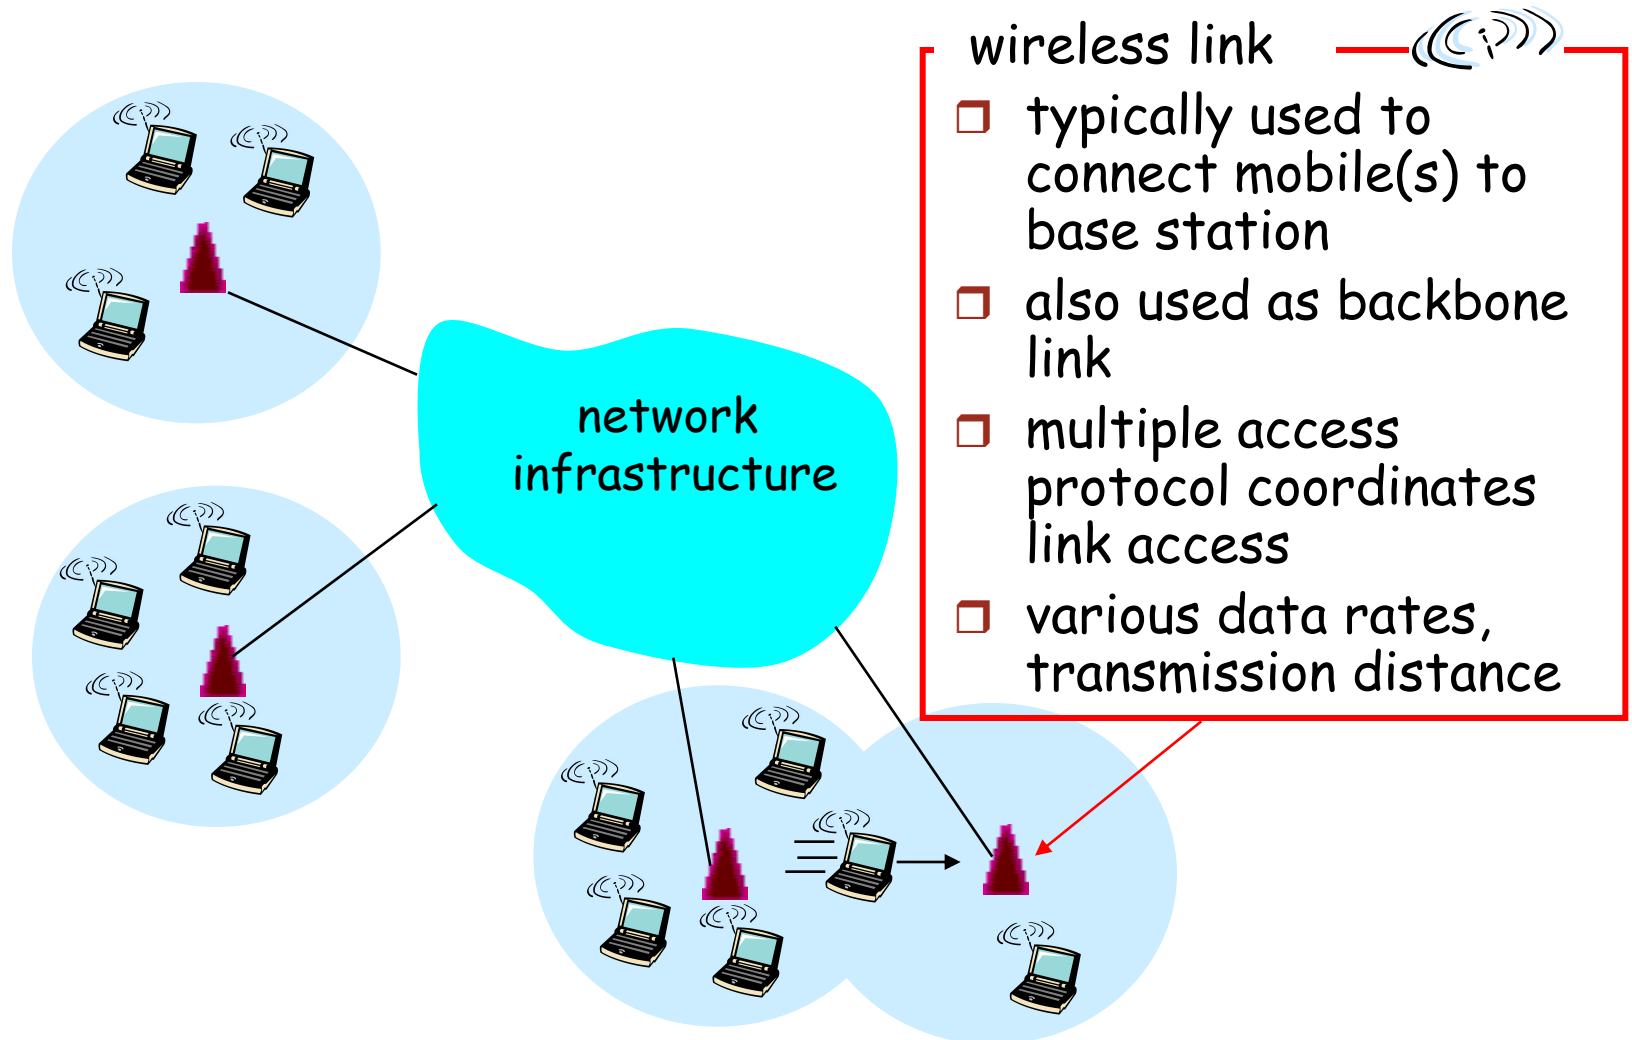 wireless link
typically used to
connect mobile(s) to
base station
also used as backbone
link
multiple access
protocol coordinates
link access
various data rates,
transmission distance
network
infrastructure